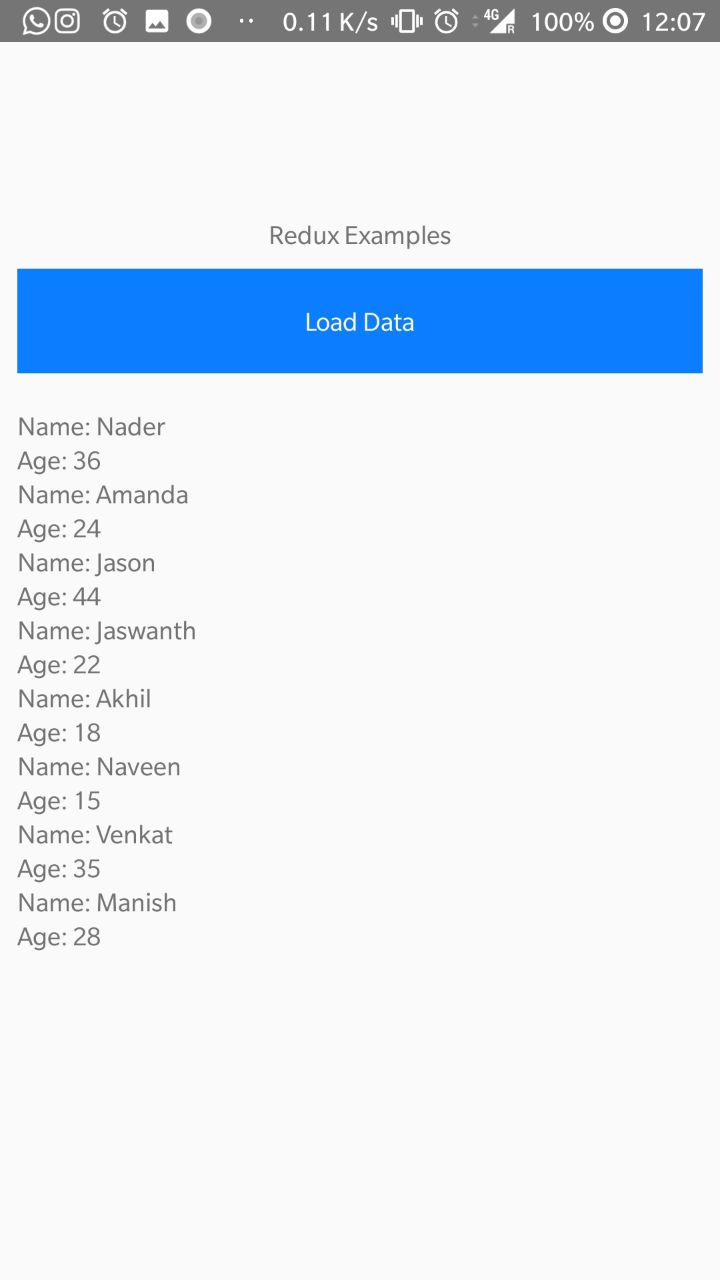 0.11 K/s 4G R 100% 12:07
Redux Examples
Load Data
Name: Nader
Age: 36
Name: Amanda
Age: 24
Name: Jason
Age: 44
Name: Jaswanth
Age: 22
Name: Akhil
Age: 18
Name: Naveen
Age: 15
Name: Venkat
Age: 35
Name: Manish
Age: 28